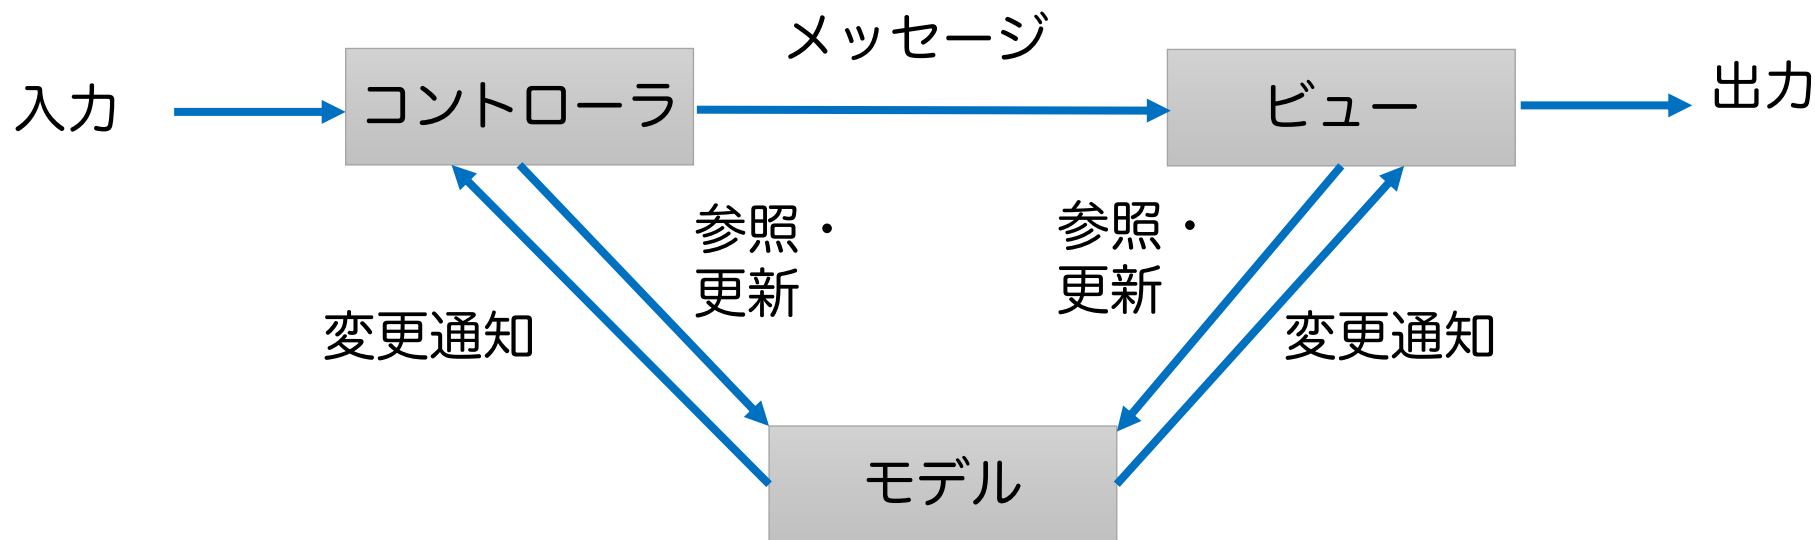 メッセージ
入力
コントローラ
ビュー
出力
参照・
更新
参照・
更新
変更通知
変更通知
モデル